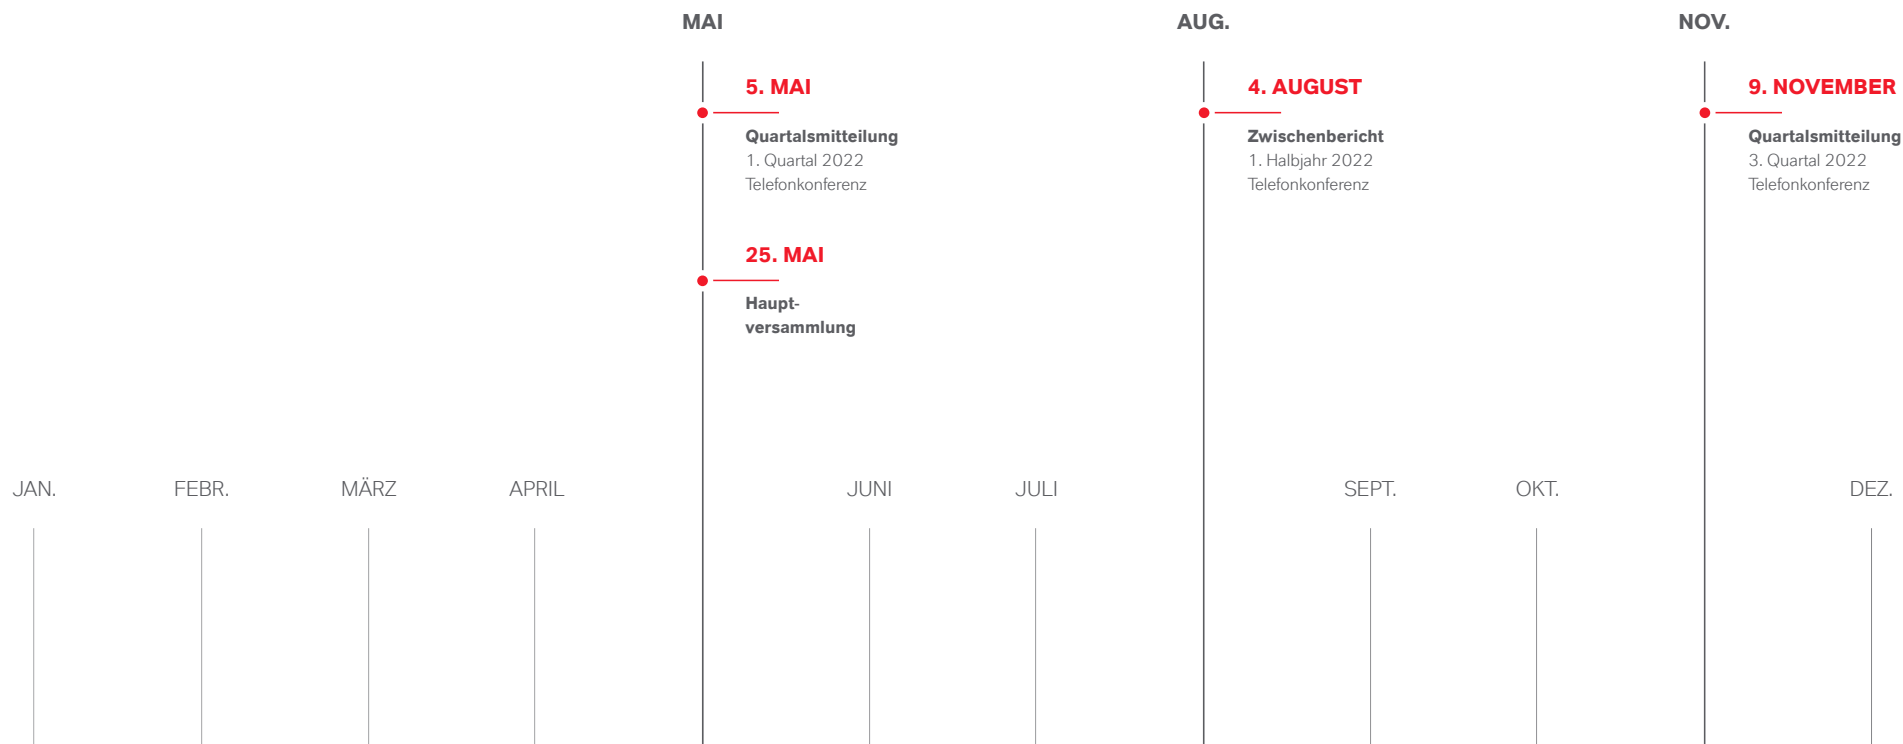 MAI
5. MAI
Quartalsmitteilung
1. Quartal 2022
Telefonkonferenz
25. MAI
Haupt-
versammlung
AUG.
4. AUGUST
Zwischenbericht
1. Halbjahr 2022
Telefonkonferenz
NOV.
9. NOVEMBER
Quartalsmitteilung
3. Quartal 2022
Telefonkonferenz
JAN.
FEBR.
MÄRZ
APRIL
JUNI
JULI
SEPT.
OKT.
DEZ.